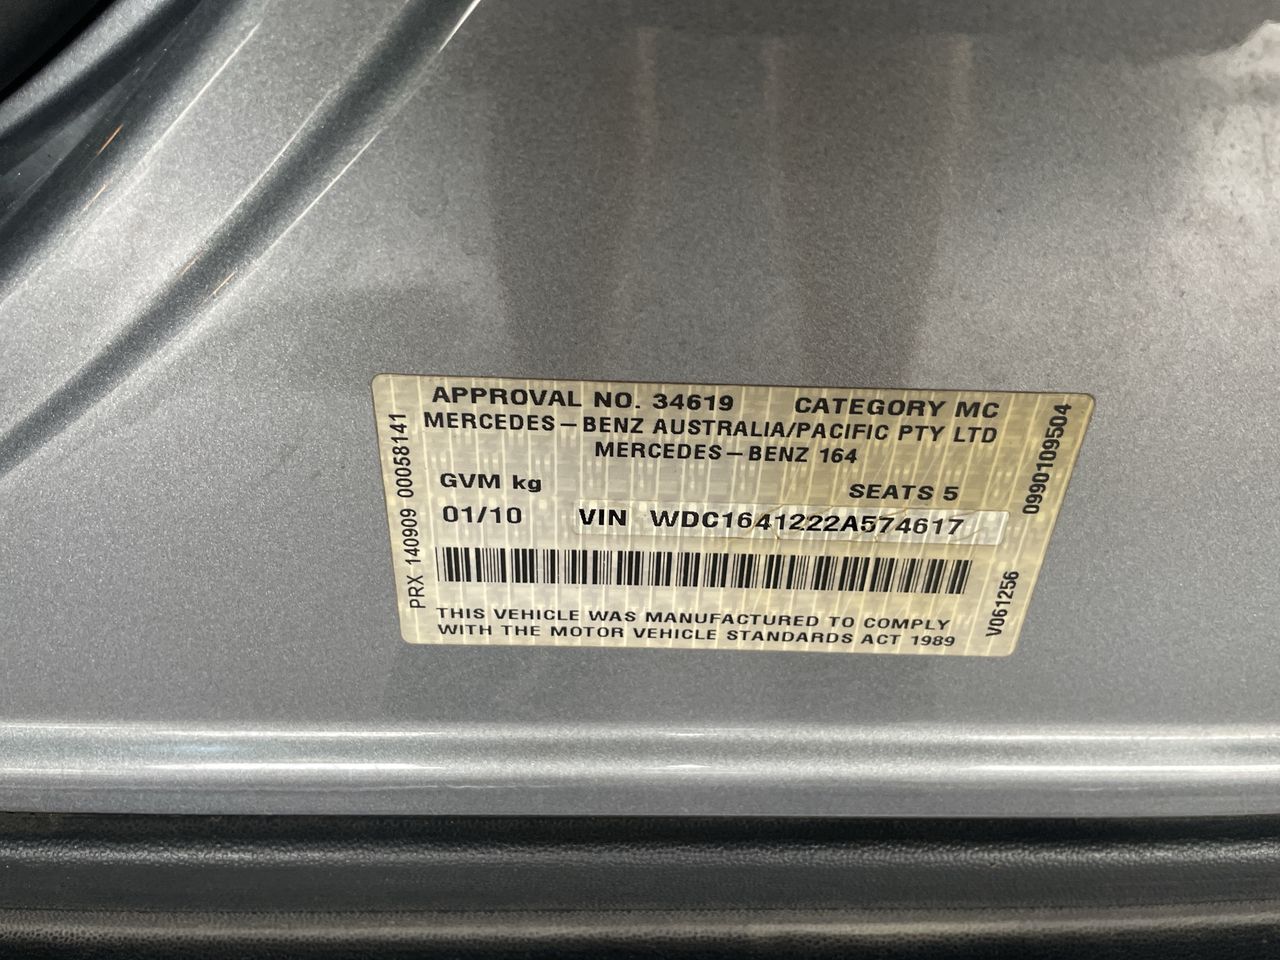 APPROVAL NO. 34619 CATEGORY MC
MERCEDES-BENZ AUSTRALIA/PACIFIC PTY LTD
MERCEDES-BENZ 164
GVM kg SEATS 5
01/10 VIN WDC1641222A574617
THIS VEHICLE WAS MANUFACTURED TO COMPLY
WITH THE MOTOR VEHICLE STANDARDS ACT 1989
PRX 140909 00058141
V061256 0990109504